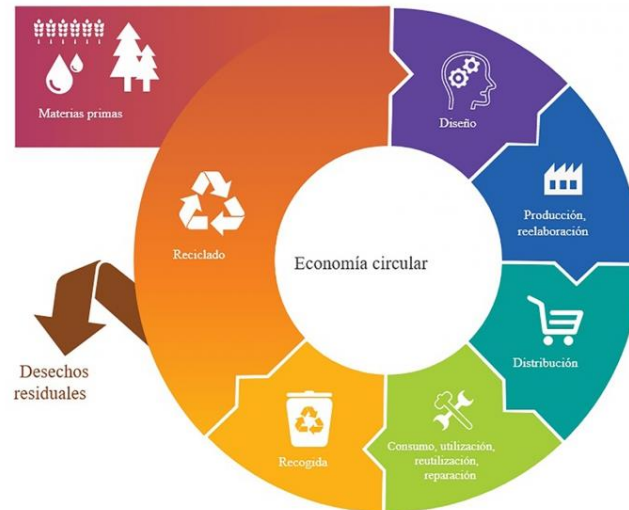 Materias primas
Diseño
Producción,
reelaboración
Reciclado
Economía circular
Distribución
Desechos
residuales
Consumo, utilización,
reutilización,
reparación
Recogida